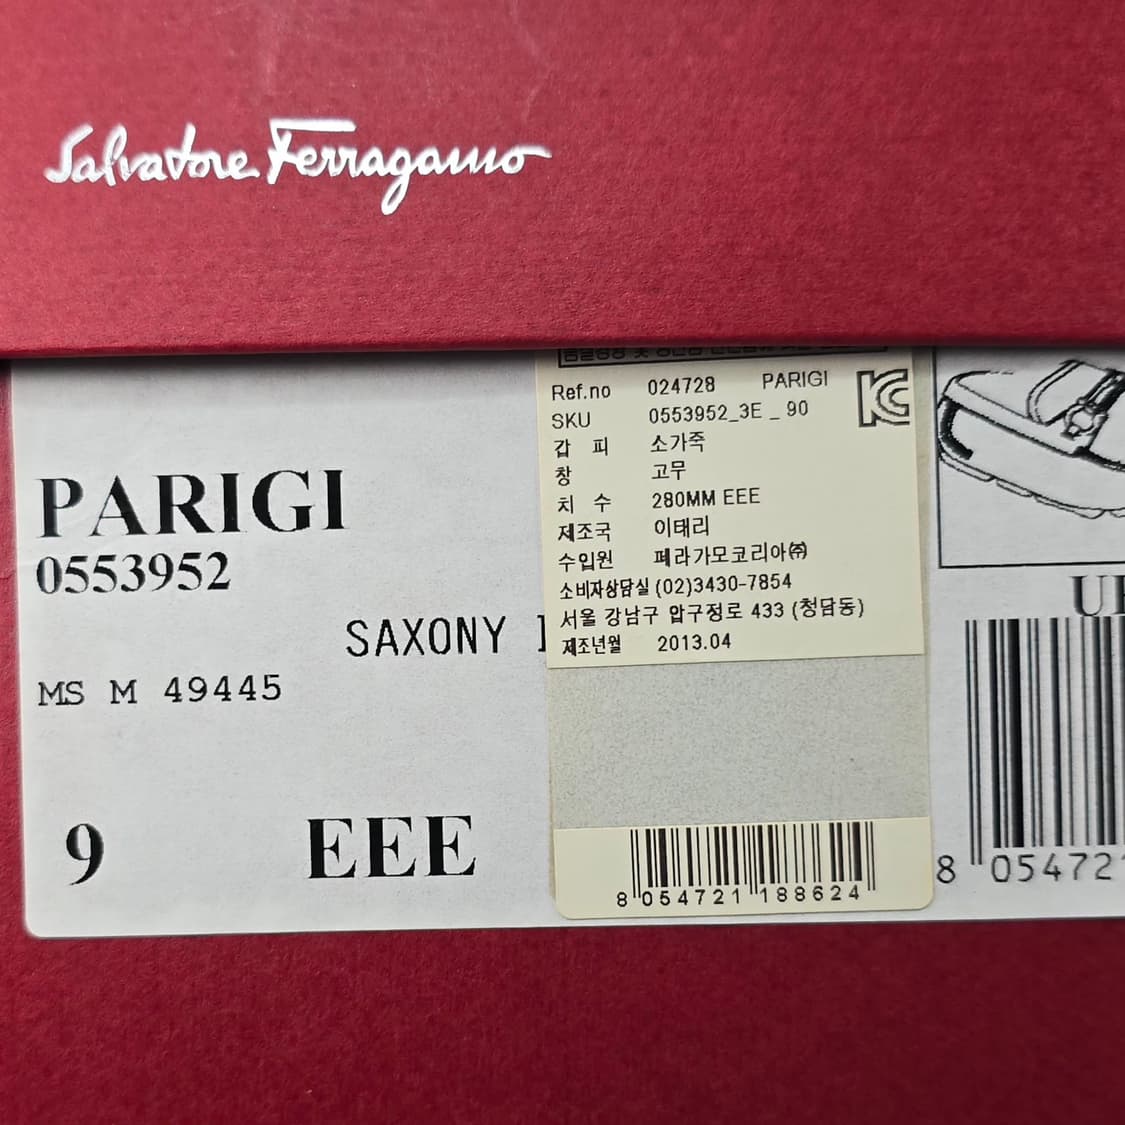 Salvatore Ferragamo
PARIGI
0553952
SAXONY
MS M 49445
9 EEE
Ref.no 024728 PARIGI
SKU 0553952_3E _ 90
갑 피 소가죽
창 고무
치 수 280MM EEE
제조국 이태리
수입원 페라가모코리아㈜
소비자상담실 (02)3430-7854
서울 강남구 압구정로 433 (청담동)
제조년월 2013.04
8 054721 188624
8 05472